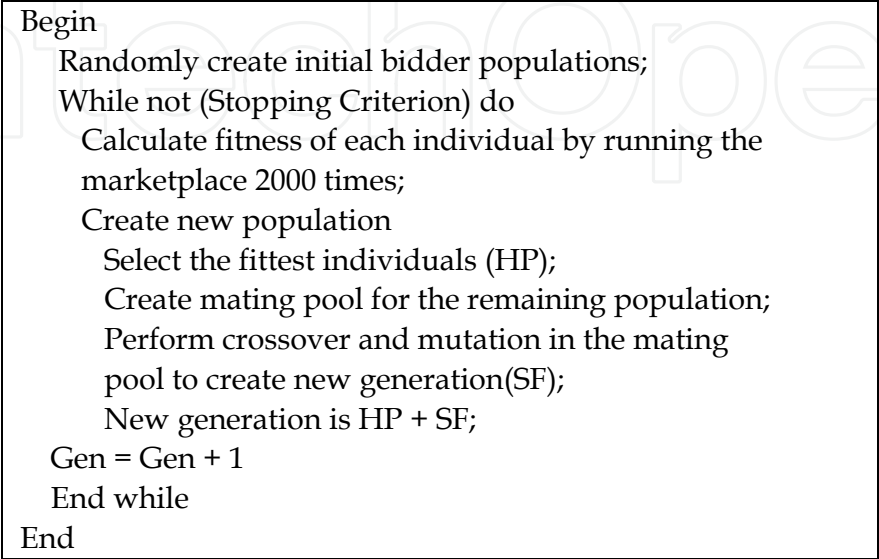 Begin
Randomly create initial bidder populations;
While not (Stopping Criterion) do
Calculate fitness of each individual by running the
marketplace 2000 times;
Create new population
Select the fittest individuals (HP);
Create mating pool for the remaining population;
Perform crossover and mutation in the mating
pool to create new generation(SF);
New generation is HP + SF;
Gen = Gen + 1
End while
End